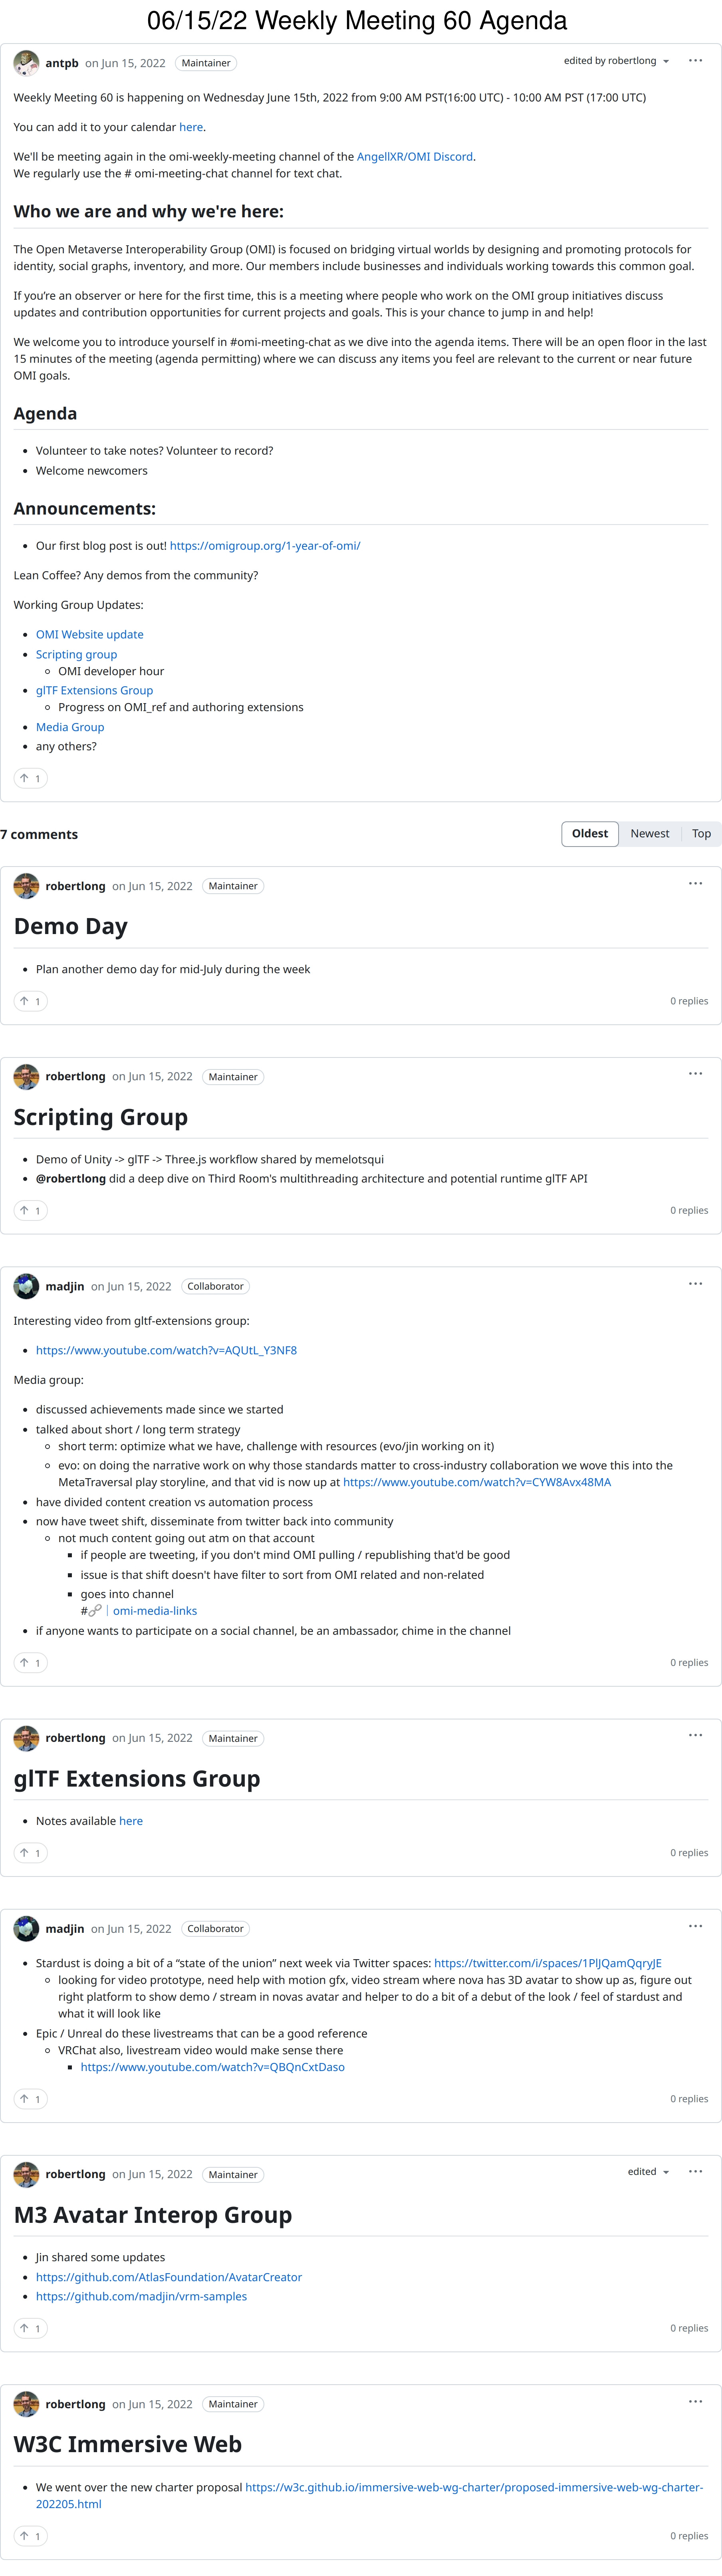 06/15/22 Weekly Meeting 60 Agenda
antpb on Jun 15, 2022 Maintainer edited by robertlong
Weekly Meeting 60 is happening on Wednesday June 15th, 2022 from 9:00 AM PST(16:00 UTC) - 10:00 AM PST (17:00 UTC)
You can add it to your calendar here.
We'll be meeting again in the omi-weekly-meeting channel of the AngellXR/OMI Discord.
We regularly use the # omi-meeting-chat channel for text chat.
Who we are and why we're here:
The Open Metaverse Interoperability Group (OMI) is focused on bridging virtual worlds by designing and promoting protocols for
identity, social graphs, inventory, and more. Our members include businesses and individuals working towards this common goal.
If you're an observer or here for the first time, this is a meeting where people who work on the OMI group initiatives discuss
updates and contribution opportunities for current projects and goals. This is your chance to jump in and help!
We welcome you to introduce yourself in #omi-meeting-chat as we dive into the agenda items. There will be an open floor in the last
15 minutes of the meeting (agenda permitting) where we can discuss any items you feel are relevant to the current or near future
OMI goals.
Agenda
• Volunteer to take notes? Volunteer to record?
• Welcome newcomers
Announcements:
• Our first blog post is out! https://omigroup.org/1-year-of-omi/
Lean Coffee? Any demos from the community?
Working Group Updates:
• OMI Website update
• Scripting group
◦ OMI developer hour
• glTF Extensions Group
◦ Progress on OMI_ref and authoring extensions
• Media Group
• any others?
↑ 1
7 comments Oldest Newest Top
robertlong on Jun 15, 2022 Maintainer
Demo Day
• Plan another demo day for mid-July during the week
↑ 1 0 replies
robertlong on Jun 15, 2022 Maintainer
Scripting Group
• Demo of Unity -> glTF -> Three.js workflow shared by memelotsqui
• @robertlong did a deep dive on Third Room's multithreading architecture and potential runtime glTF API
↑ 1 0 replies
madjin on Jun 15, 2022 Collaborator
Interesting video from gltf-extensions group:
• https://www.youtube.com/watch?v=AQUtL_Y3NF8
Media group:
• discussed achievements made since we started
• talked about short / long term strategy
◦ short term: optimize what we have, challenge with resources (evo/jin working on it)
◦ evo: on doing the narrative work on why those standards matter to cross-industry collaboration we wove this into the
MetaTraversal play storyline, and that vid is now up at https://www.youtube.com/watch?v=CYW8Avx48MA
• have divided content creation vs automation process
• now have tweet shift, disseminate from twitter back into community
◦ not much content going out atm on that account
▪ if people are tweeting, if you don't mind OMI pulling / republishing that'd be good
▪ issue is that shift doesn't have filter to sort from OMI related and non-related
▪ goes into channel
#🔗 | omi-media-links
• if anyone wants to participate on a social channel, be an ambassador, chime in the channel
↑ 1 0 replies
robertlong on Jun 15, 2022 Maintainer
glTF Extensions Group
• Notes available here
↑ 1 0 replies
madjin on Jun 15, 2022 Collaborator
• Stardust is doing a bit of a “state of the union” next week via Twitter spaces: https://twitter.com/i/spaces/1PlJQamQqryJE
◦ looking for video prototype, need help with motion gfx, video stream where nova has 3D avatar to show up as, figure out
right platform to show demo / stream in novas avatar and helper to do a bit of a debut of the look / feel of stardust and
what it will look like
• Epic / Unreal do these livestreams that can be a good reference
◦ VRChat also, livestream video would make sense there
▪ https://www.youtube.com/watch?v=QBQnCxtDaso
↑ 1 0 replies
robertlong on Jun 15, 2022 Maintainer edited
M3 Avatar Interop Group
• Jin shared some updates
• https://github.com/AtlasFoundation/AvatarCreator
• https://github.com/madjin/vrm-samples
↑ 1 0 replies
robertlong on Jun 15, 2022 Maintainer
W3C Immersive Web
• We went over the new charter proposal https://w3c.github.io/immersive-web-wg-charter/proposed-immersive-web-wg-charter-
202205.html
↑ 1 0 replies